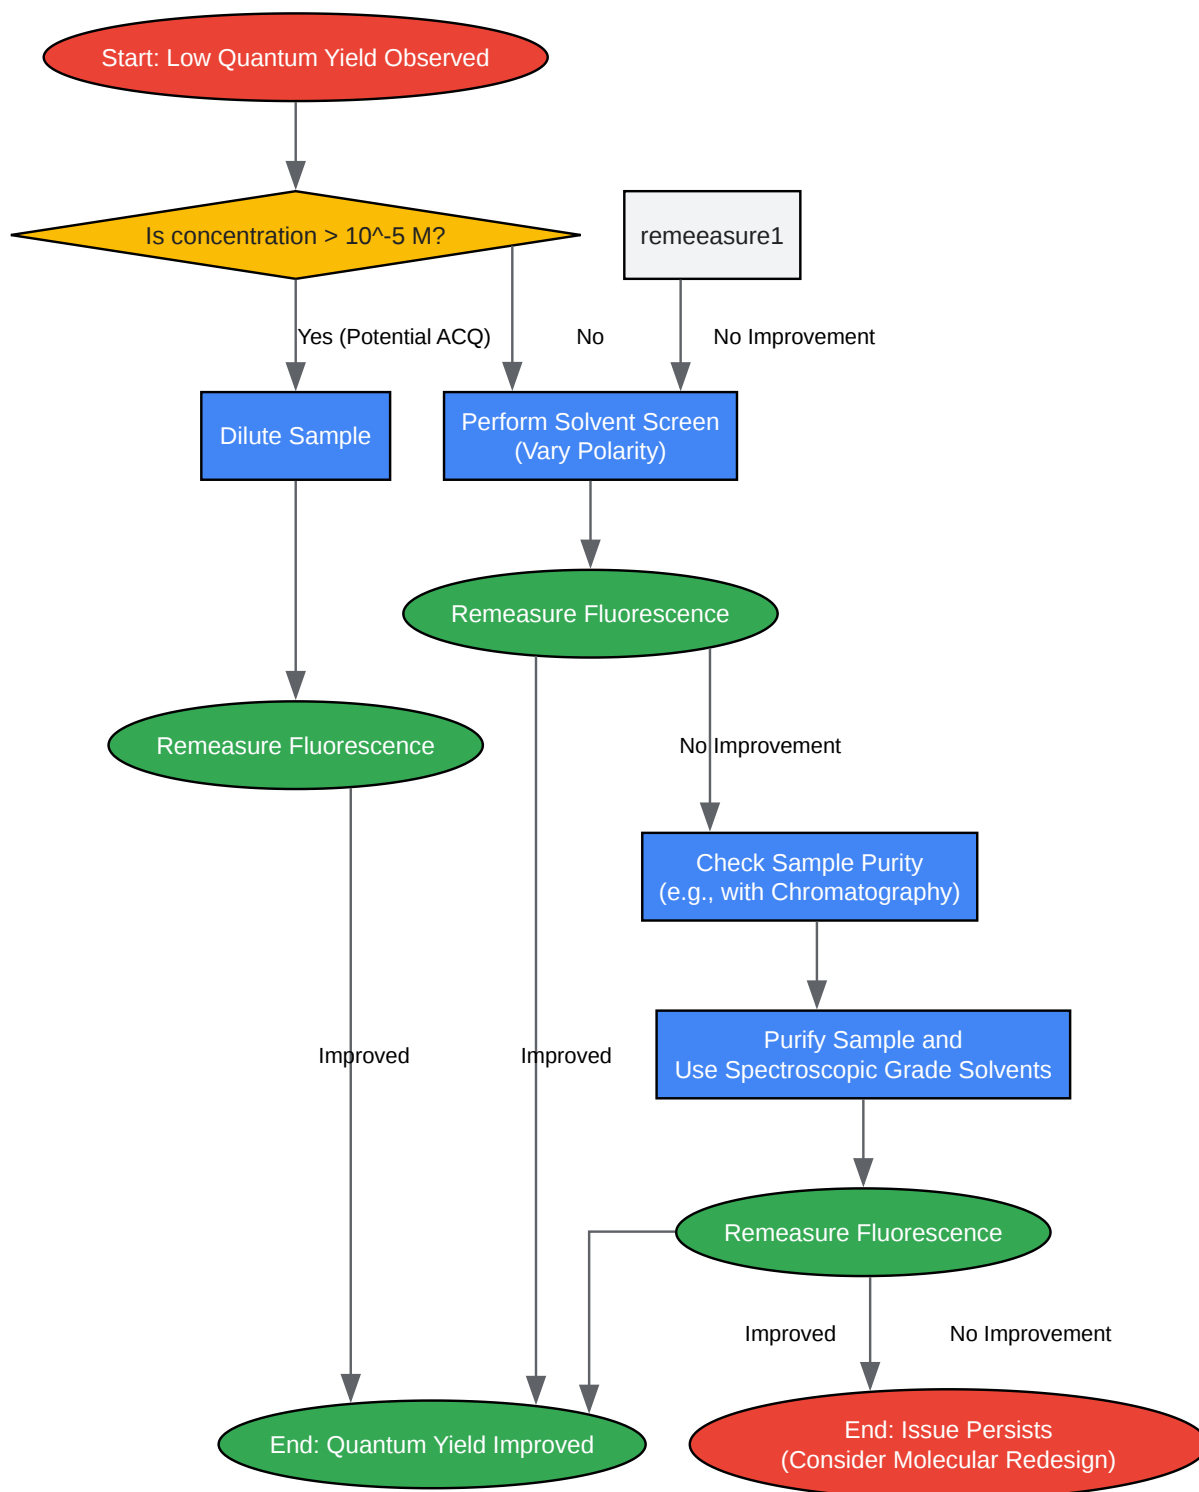 Start: Low Quantum Yield Observed
Is concentration > 10^-5 M?
remeeasure1
Yes (Potential ACQ)
No
No Improvement
Dilute Sample
Perform Solvent Screen
(Vary Polarity)
Remeasure Fluorescence
Remeasure Fluorescence
No Improvement
Check Sample Purity
(e.g., with Chromatography)
Improved
Improved
Purify Sample and
Use Spectroscopic Grade Solvents
Remeasure Fluorescence
Improved
No Improvement
End: Quantum Yield Improved
End: Issue Persists
(Consider Molecular Redesign)